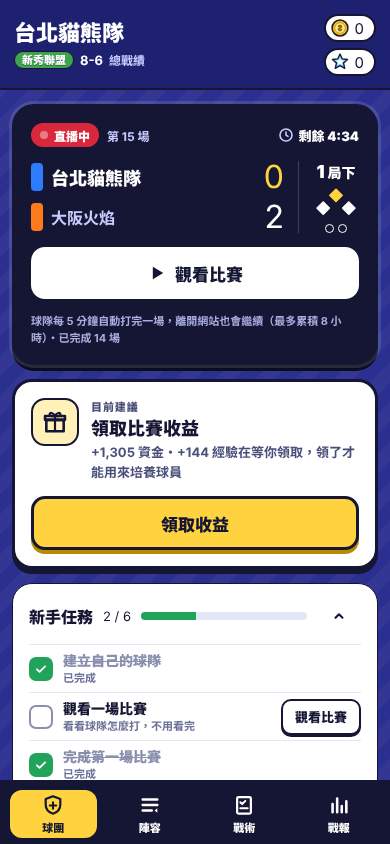 台北貓熊隊
0
新秀聯盟 8-6 總戰績
0
直播中 第 15 場 剩餘 4:34
台北貓熊隊 0
1局下
大阪火焰 2
觀看比賽
球隊每 5 分鐘自動打完一場，離開網站也會繼續（最多累積 8 小
時）· 已完成 14 場
目前建議
領取比賽收益
+1,305 資金・+144 經驗在等你領取，領了才
能用來培養球員
領取收益
新手任務 2 / 6
建立自己的球隊
已完成
觀看一場比賽
看看球隊怎麼打，不用看完
觀看比賽
完成第一場比賽
已完成
球團 陣容 戰術 戰報